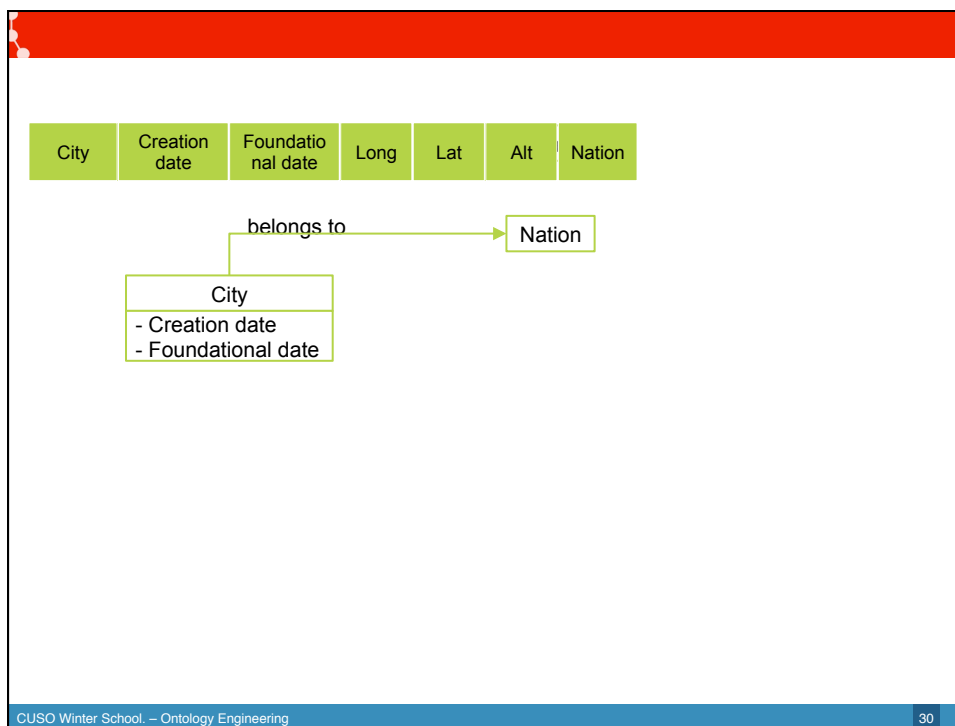 City
Creation
date
Foundatio
nal date
Long
Lat
Alt
Nation
belongs to
Nation
City
- Creation date
- Foundational date
CUSO Winter School. – Ontology Engineering
30